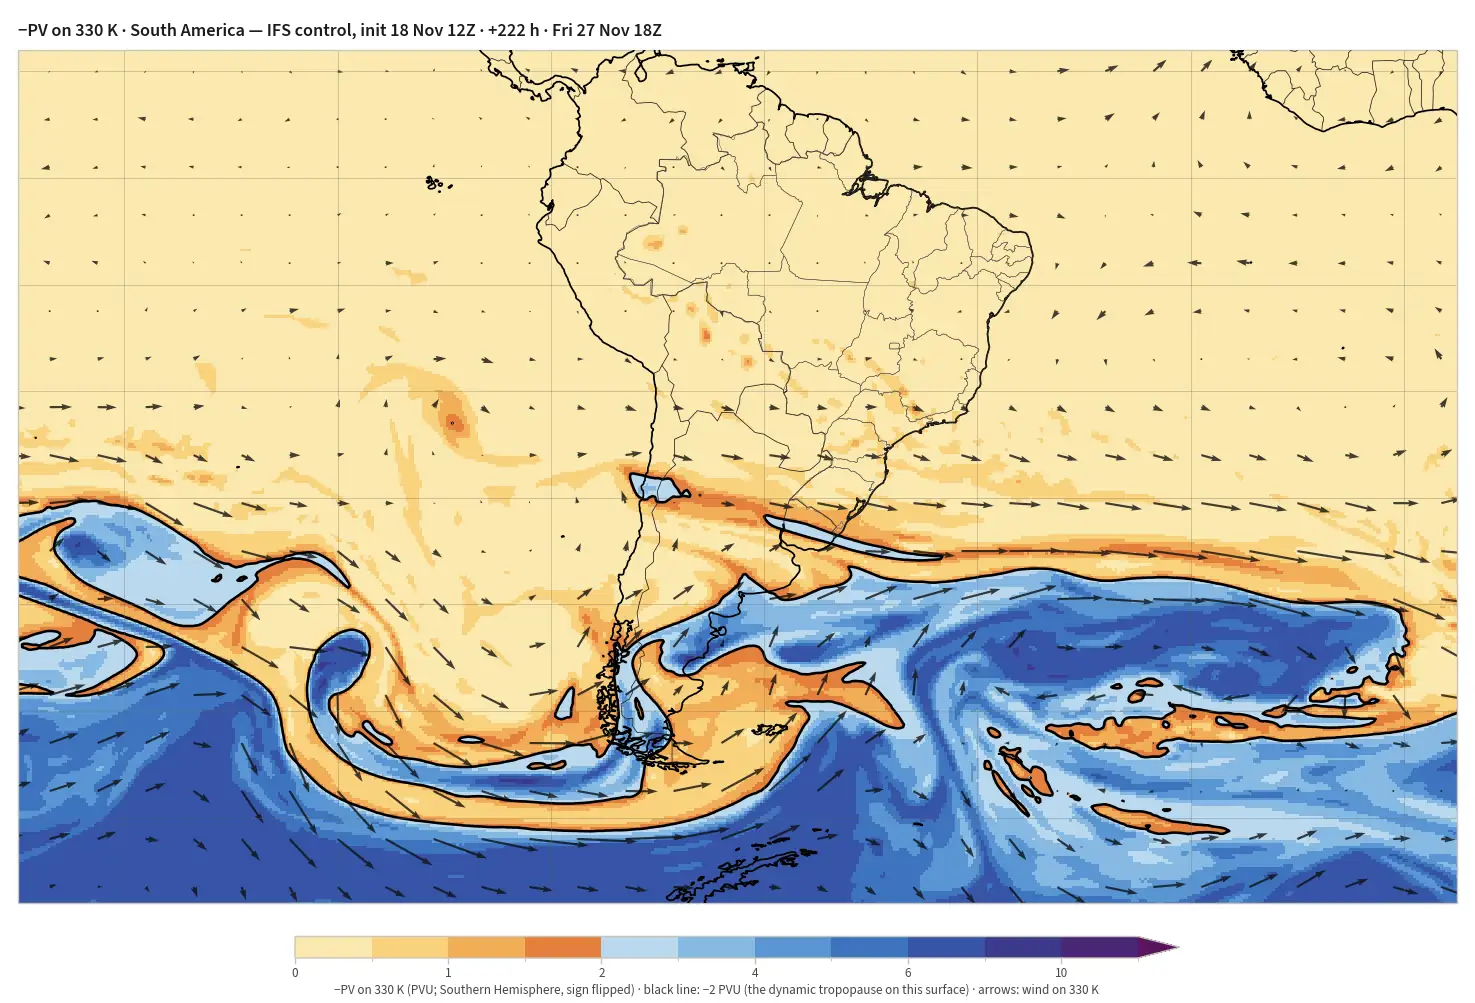 −PV on 330 K · South America — IFS control, init 18 Nov 12Z · +222 h · Fri 27 Nov 18Z
0 1 2 4 6 10
−PV on 330 K (PVU; Southern Hemisphere, sign flipped) · black line: −2 PVU (the dynamic tropopause on this surface) · arrows: wind on 330 K